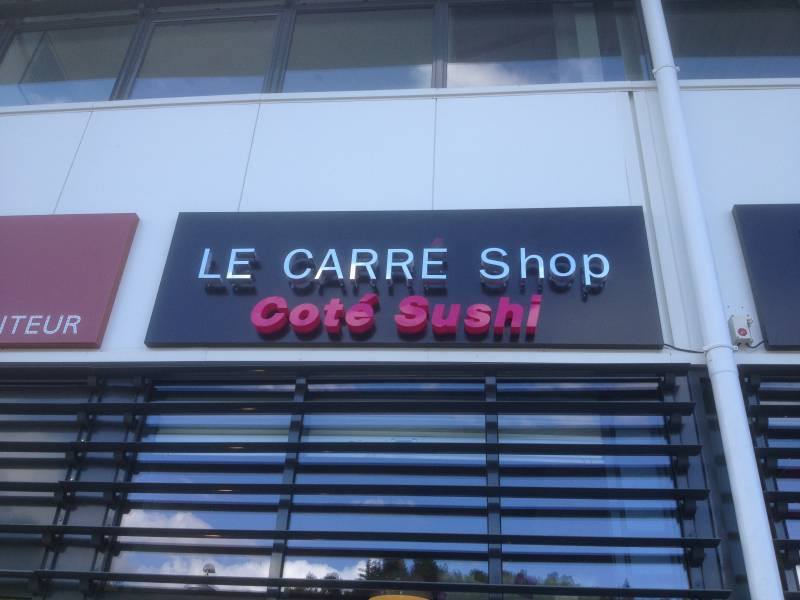 LE CARRÉ Shop
Coté Sushi
ITEUR